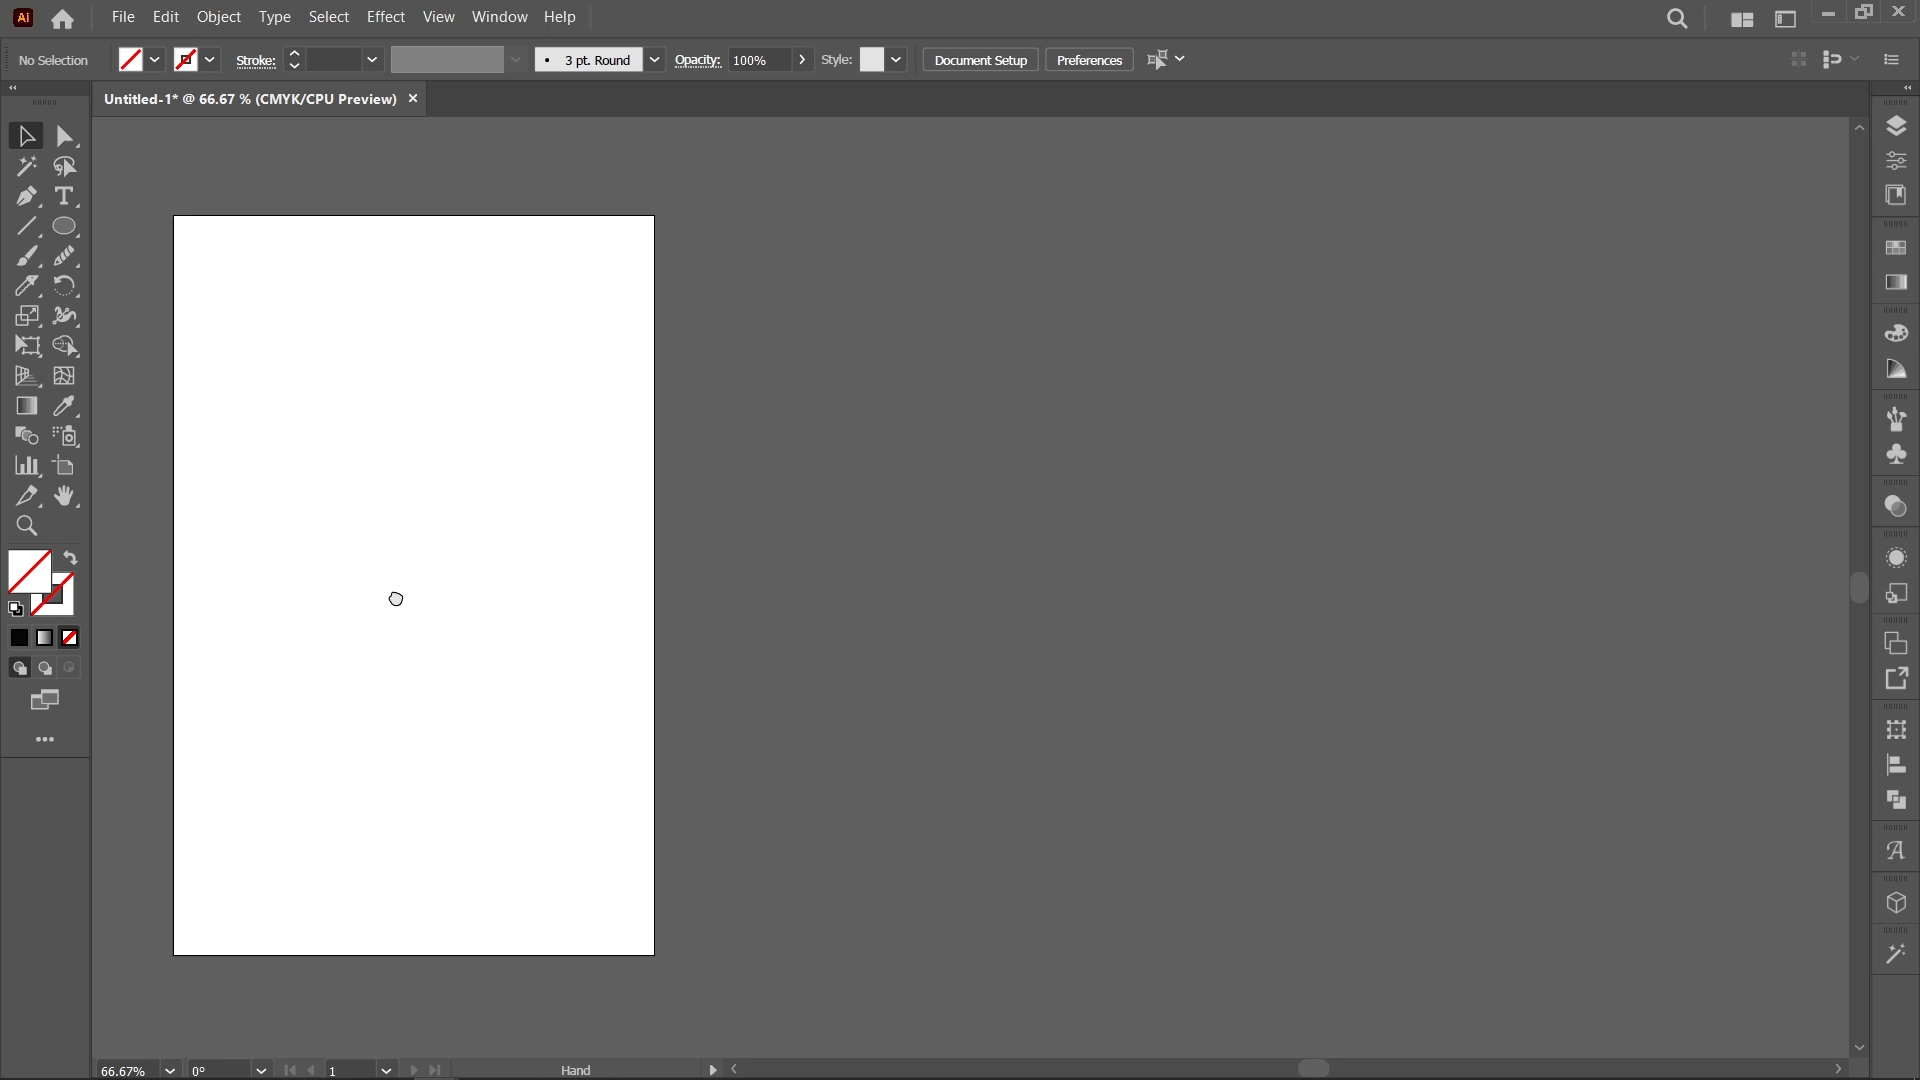 Ai File Edit Object Type Select Effect View Window Help
No Selection Stroke: 3 pt. Round Opacity: 100% Style: Document Setup Preferences
Untitled-1* @ 66.67 % (CMYK/CPU Preview)
66.67% 0° 1 Hand